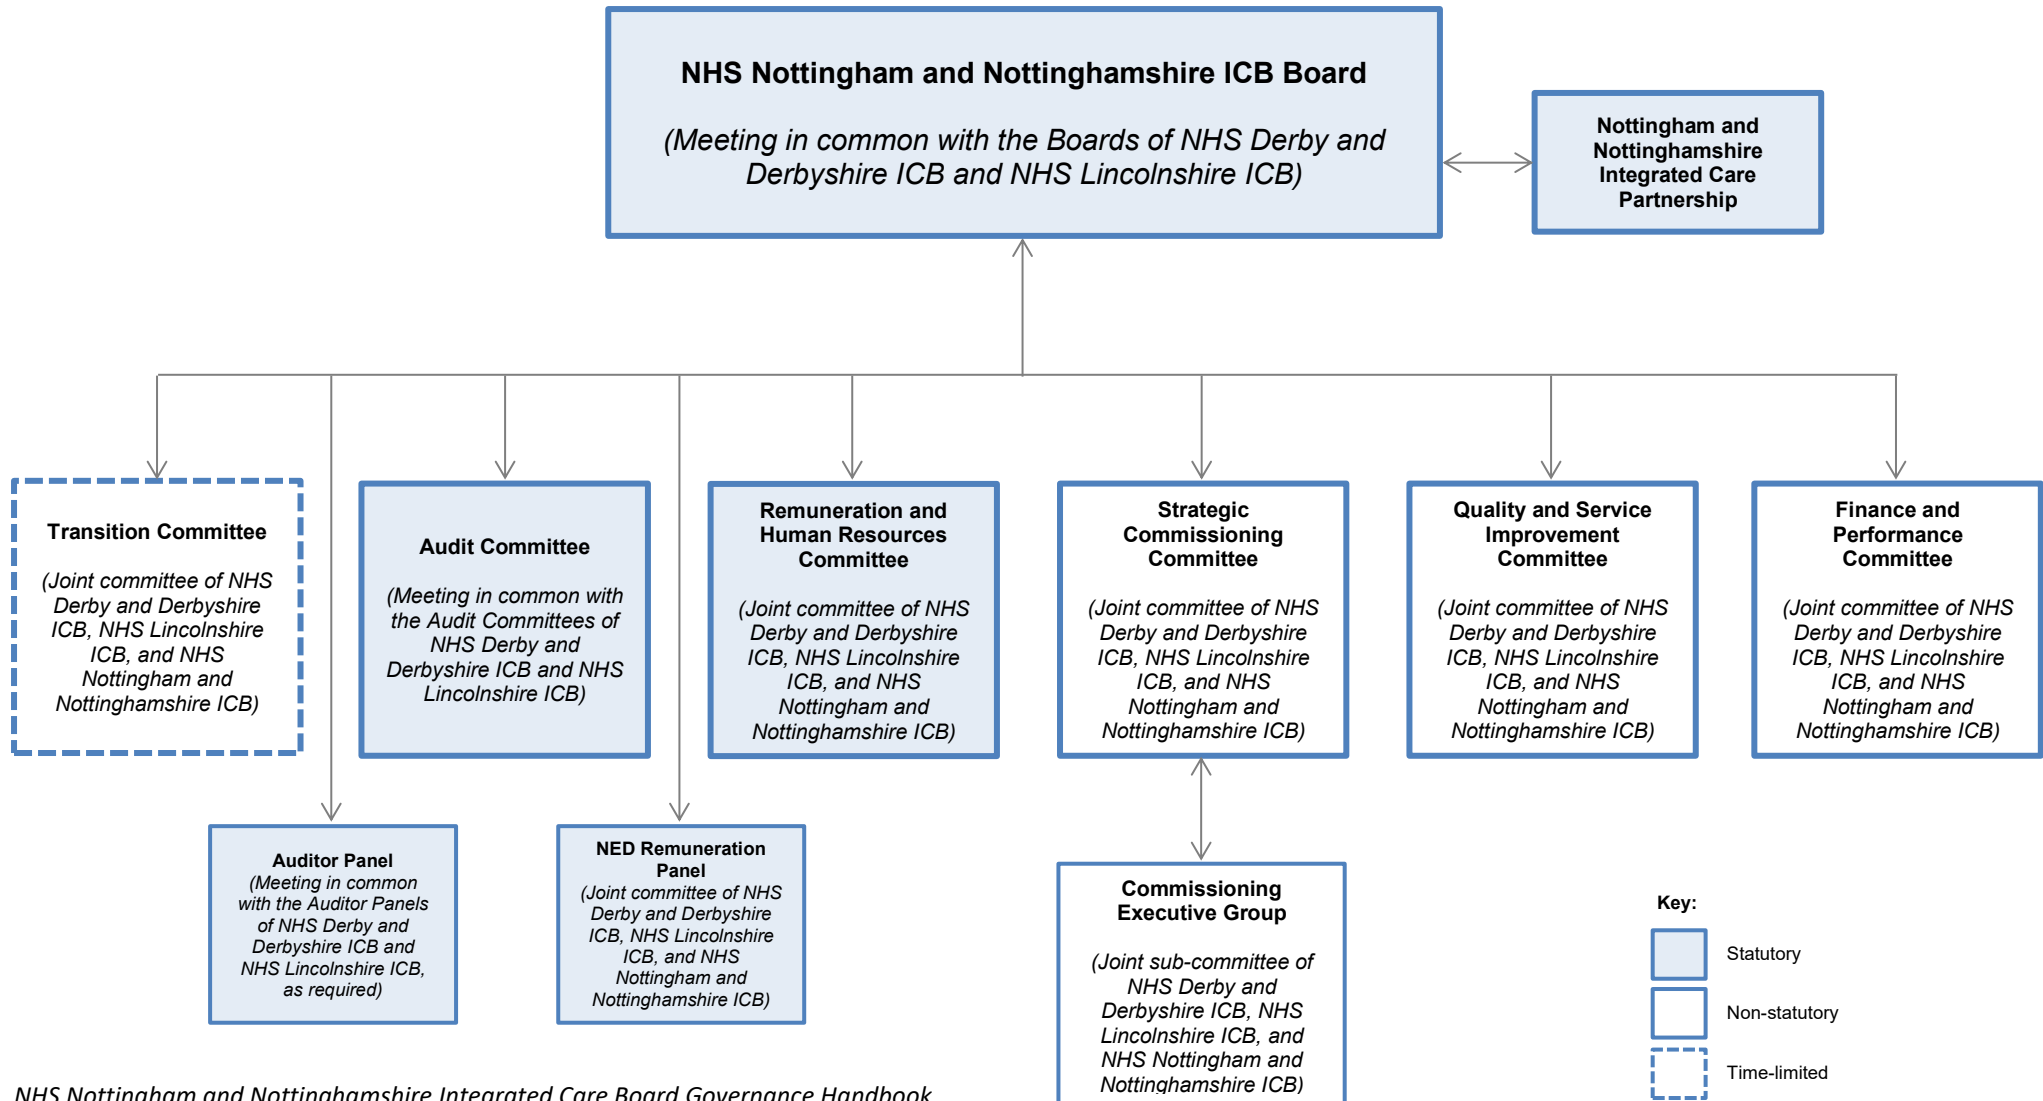 NHS Nottingham and Nottinghamshire ICB Board
(Meeting in common with the Boards of NHS Derby and
Derbyshire ICB and NHS Lincolnshire ICB)
Nottingham and
Nottinghamshire
Integrated Care
Partnership
Transition Committee
(Joint committee of NHS
Derby and Derbyshire
ICB, NHS Lincolnshire
ICB, and NHS
Nottingham and
Nottinghamshire ICB)
Audit Committee
(Meeting in common with
the Audit Committees of
NHS Derby and
Derbyshire ICB and NHS
Lincolnshire ICB)
Remuneration and
Human Resources
Committee
(Joint committee of NHS
Derby and Derbyshire
ICB, NHS Lincolnshire
ICB, and NHS
Nottingham and
Nottinghamshire ICB)
Strategic
Commissioning
Committee
(Joint committee of NHS
Derby and Derbyshire
ICB, NHS Lincolnshire
ICB, and NHS
Nottingham and
Nottinghamshire ICB)
Quality and Service
Improvement
Committee
(Joint committee of NHS
Derby and Derbyshire
ICB, NHS Lincolnshire
ICB, and NHS
Nottingham and
Nottinghamshire ICB)
Finance and
Performance
Committee
(Joint committee of NHS
Derby and Derbyshire
ICB, NHS Lincolnshire
ICB, and NHS
Nottingham and
Nottinghamshire ICB)
Auditor Panel
(Meeting in common
with the Auditor Panels
of NHS Derby and
Derbyshire ICB and
NHS Lincolnshire ICB,
as required)
NED Remuneration
Panel
(Joint committee of NHS
Derby and Derbyshire
ICB, NHS Lincolnshire
ICB, and NHS
Nottingham and
Nottinghamshire ICB)
Commissioning
Executive Group
(Joint sub-committee of
NHS Derby and
Derbyshire ICB, NHS
Lincolnshire ICB, and
NHS Nottingham and
Nottinghamshire ICB)
Key:
Statutory
Non-statutory
Time-limited
NHS Nottingham and Nottinghamshire Integrated Care Board Governance Handbook